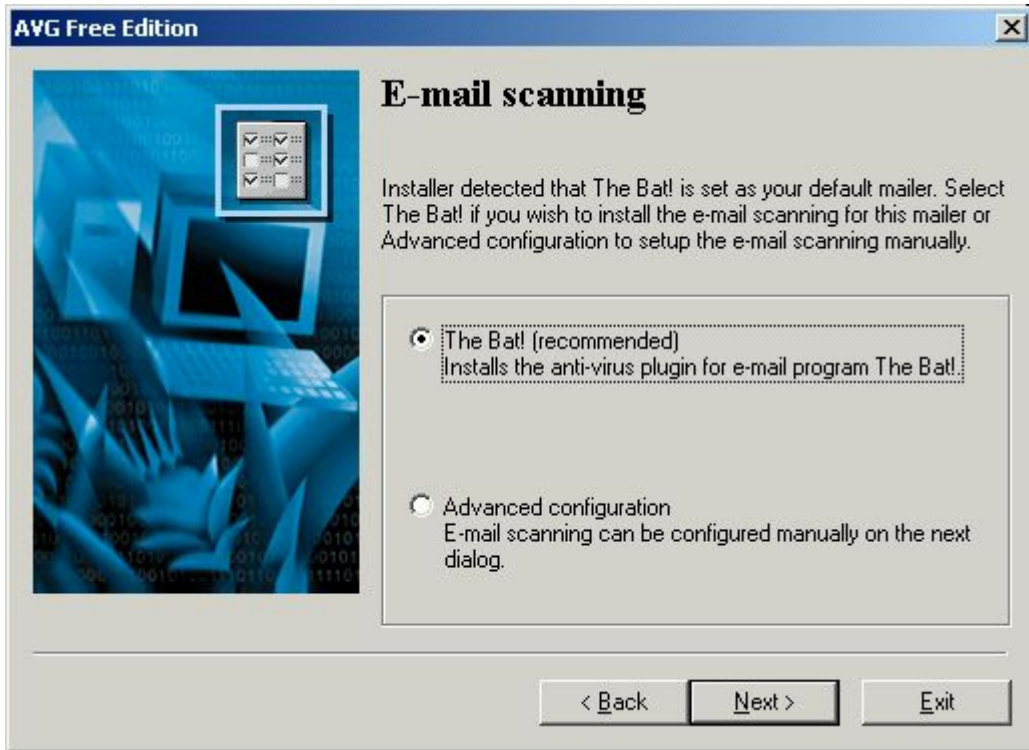 AVG Free Edition
E-mail scanning
Installer detected that The Bat! is set as your default mailer. Select
The Bat! if you wish to install the e-mail scanning for this mailer or
Advanced configuration to setup the e-mail scanning manually.
The Bat! (recommended)
Installs the anti-virus plugin for e-mail program The Bat!.
Advanced configuration
E-mail scanning can be configured manually on the next
dialog.
< Back
Next >
Exit